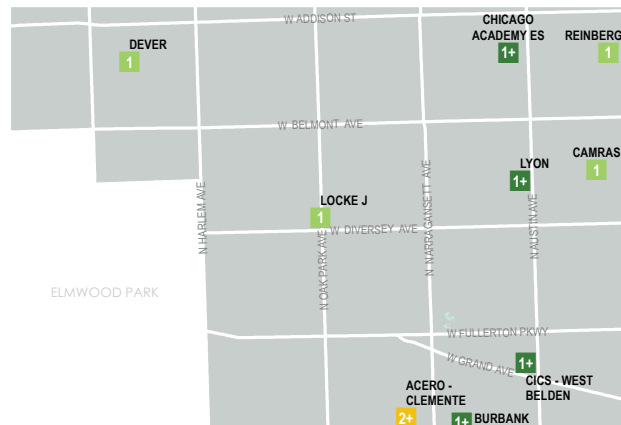 W ADDISON ST
CHICAGO
ACADEMY ES
1+
REINBERG
1
DEVER
1
W BELMONT AVE
LYON
1+
CAMRAS
1
N HARLEM AVE
N NARRAGANSETT AVE
N AUSTIN AVE
LOCKE J
1
W DIVERSEY AVE
N OAK PARK AVE
ELMWOOD PARK
W FULLERTON PKWY
W GRAND AVE
1+
CICS - WEST
BELDEN
ACERO -
CLEMENTE
2+
1+
BURBANK